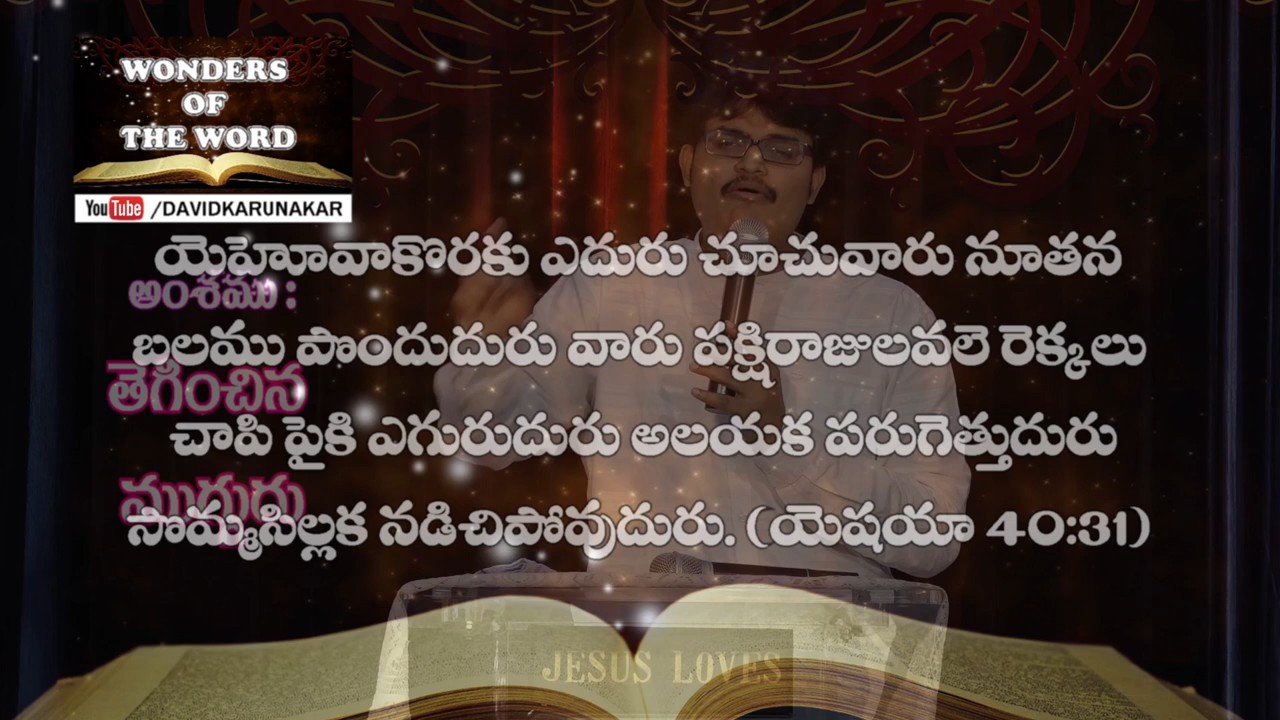 WONDERS
OF
THE WORD
YouTube /DAVIDKARUNAKAR
యెహోవాకొరకు ఎదురు చూచువారు నూతన
అంశము :
బలము పొందుదురు వారు పక్షిరాజులవలె రెక్కలు
తెగించిన
చాపి పైకి ఎగురుదురు అలయక పరుగెత్తుదురు
ముగ్గురు
సొమ్మసిల్లక నడిచిపోవుదురు. (యెషయా 40:31)
JESUS LOVES